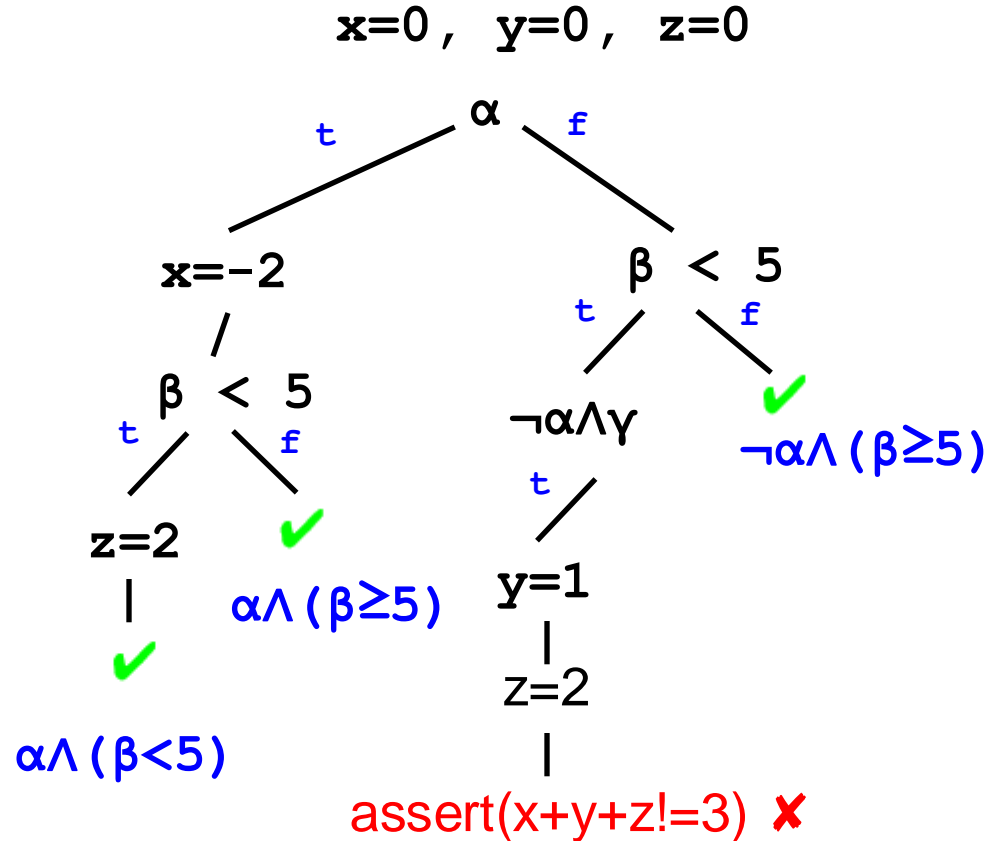 x=0, y=0, z=0
α
t
f
x=-2
β < 5
t
f
β < 5
t
f
¬α∧γ
¬α∧(β≥5)
t
z=2
α∧(β≥5)
y=1
z=2
α∧(β<5)
assert(x+y+z!=3) ✘